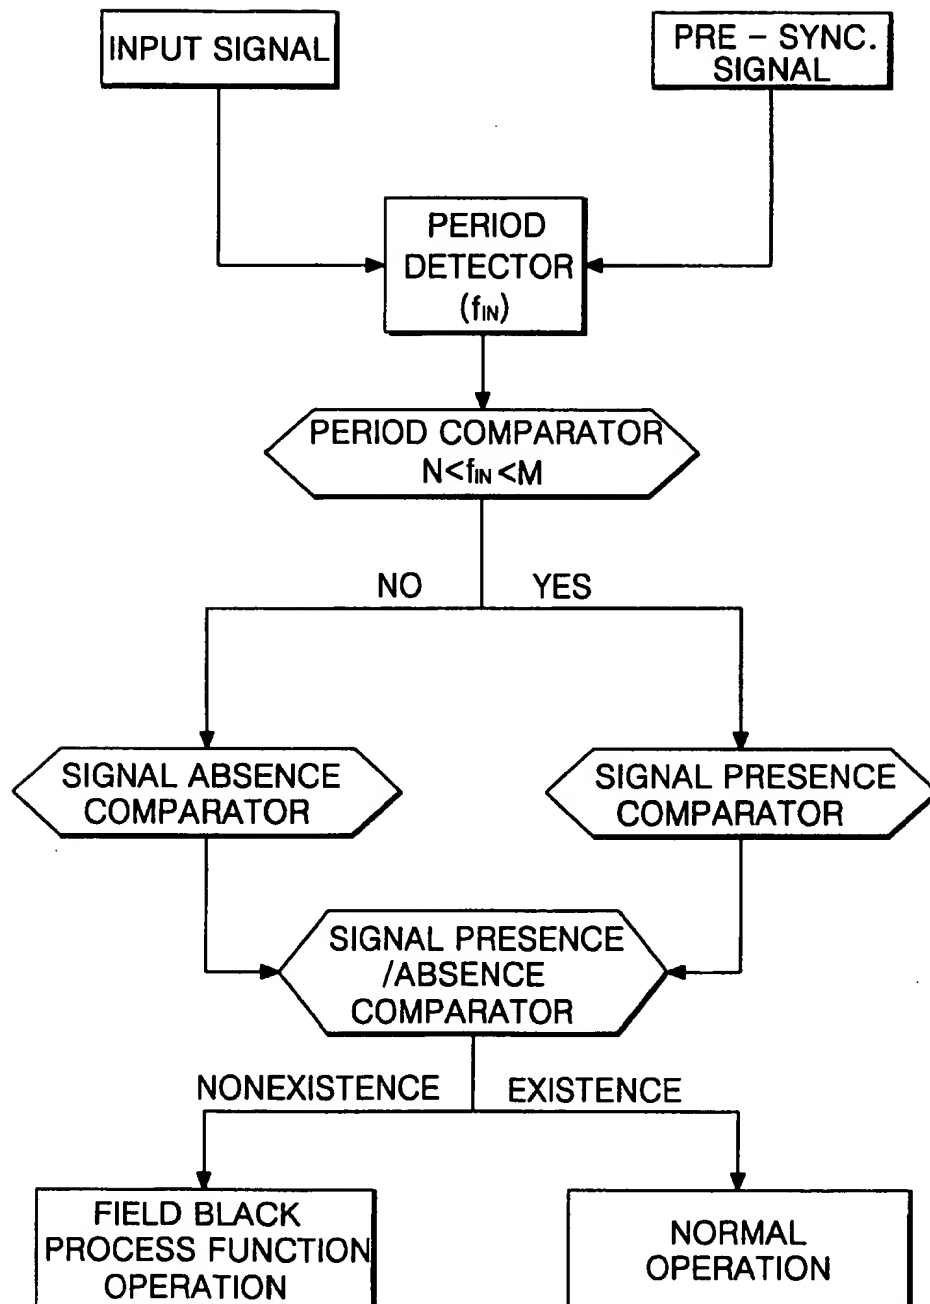 INPUT SIGNAL
PRE – SYNC.
SIGNAL
PERIOD
DETECTOR
(fIN)
PERIOD COMPARATOR
N<fIN<M
NO
YES
SIGNAL ABSENCE
COMPARATOR
SIGNAL PRESENCE
COMPARATOR
SIGNAL PRESENCE
/ABSENCE
COMPARATOR
NONEXISTENCE
EXISTENCE
FIELD BLACK
PROCESS FUNCTION
OPERATION
NORMAL
OPERATION